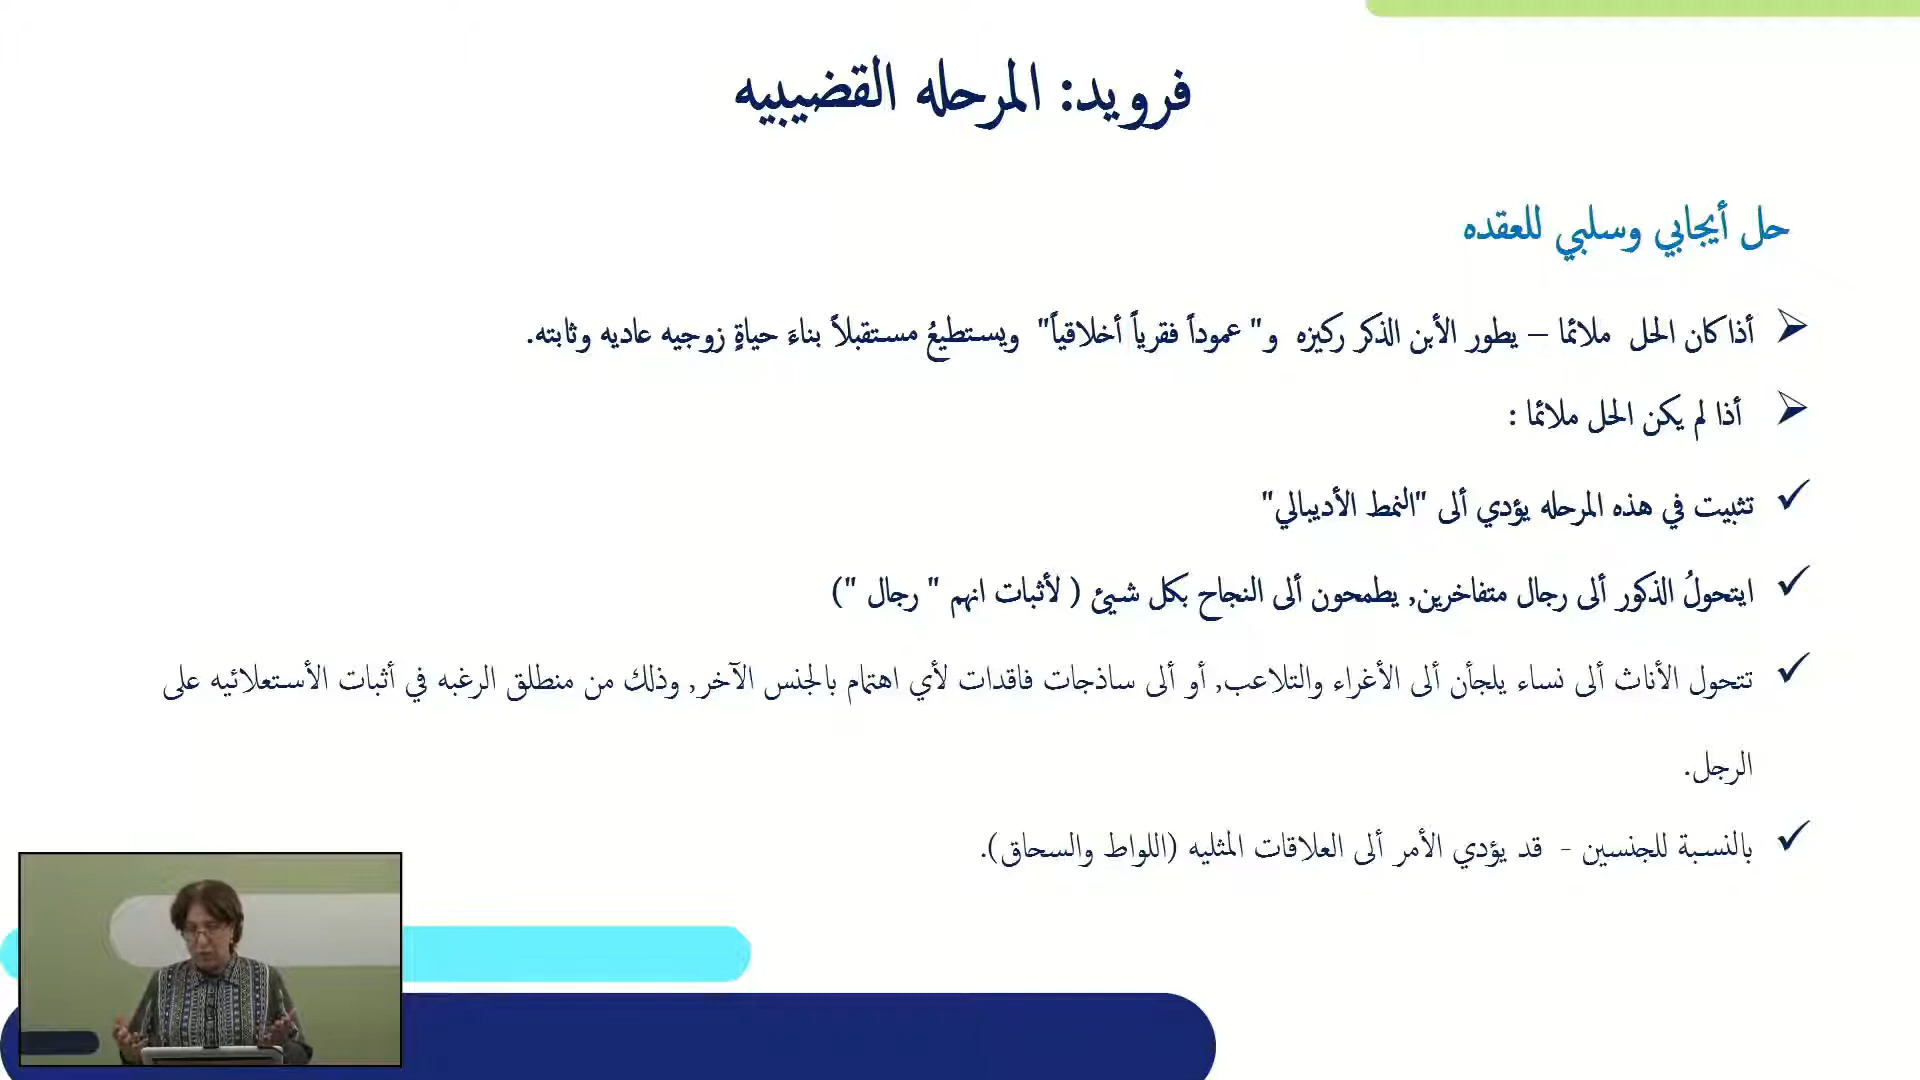 فرويد: المرحله القضيبيه
حل أيجابي وسلبي للعقده
أذا كان الحل ملائما – يطور الأبن الذكر ركيزه و" عموداً فقرياً أخلاقياً" ويستطيعُ مستقبلاً بناءَ حياةٍ زوجيه عاديه وثابته.
أذا لم يكن الحل ملائما :
تثبيت في هذه المرحله يؤدي ألى "النمط الأديبالي"
ايتحولُ الذكور ألى رجال متفاخرين, يطمحون ألى النجاح بكل شيئ ( لأثبات انهم " رجال ")
تتحول الأناث ألى نساء يلجأن ألى الأغراء والتلاعب, أو ألى ساذجات فاقدات لأي اهتمام بالجنس الآخر, وذلك من منطلق الرغبه في أثبات الأستعلائيه على
الرجل.
بالنسبة للجنسين - قد يؤدي الأمر ألى العلاقات المثليه (اللواط والسحاق).